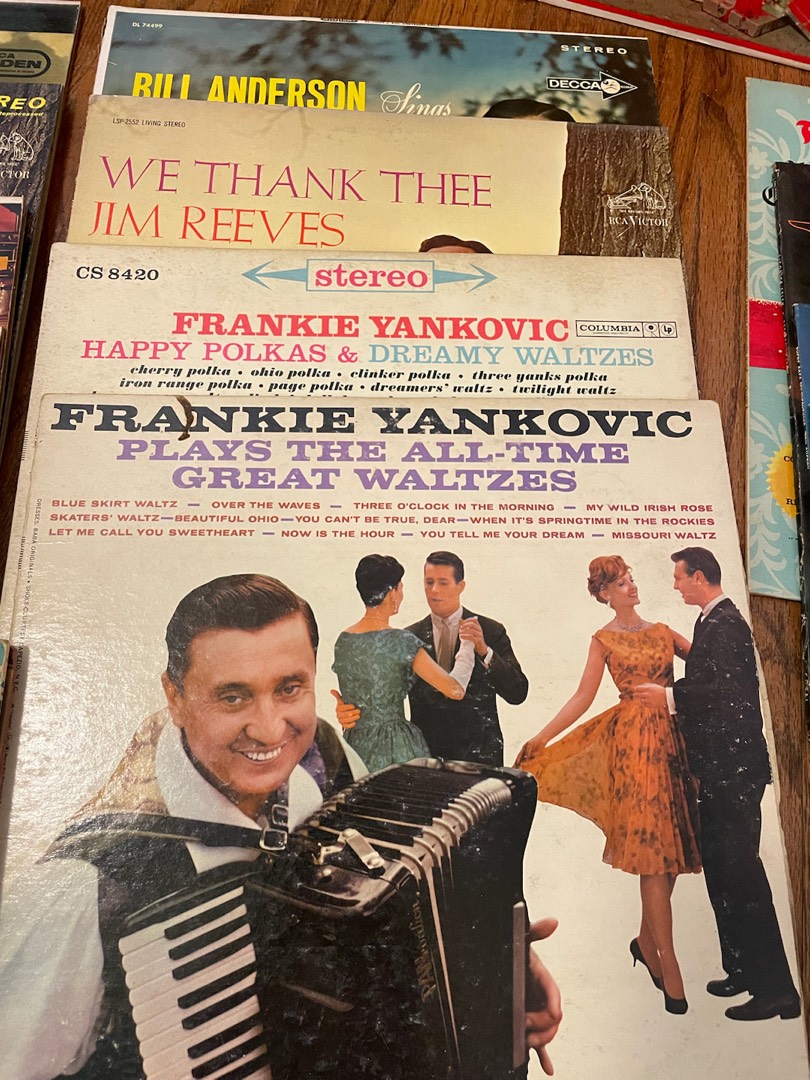 DL 74499
STEREO
BILL ANDERSON Sings
DECCA
LSP-2552 LIVING STEREO
WE THANK THEE
JIM REEVES
RCA VICTOR
CS 8420
stereo
FRANKIE YANKOVIC
COLUMBIA
LP
HAPPY POLKAS & DREAMY WALTZES
cherry polka • ohio polka • clinker polka • three yanks polka
iron range polka • page polka • dreamers' waltz • twilight waltz
FRANKIE YANKOVIC
PLAYS THE ALL-TIME
GREAT WALTZES
BLUE SKIRT WALTZ — OVER THE WAVES — THREE O'CLOCK IN THE MORNING — MY WILD IRISH ROSE
SKATERS' WALTZ—BEAUTIFUL OHIO—YOU CAN'T BE TRUE, DEAR—WHEN IT'S SPRINGTIME IN THE ROCKIES
LET ME CALL YOU SWEETHEART — NOW IS THE HOUR — YOU TELL ME YOUR DREAM — MISSOURI WALTZ